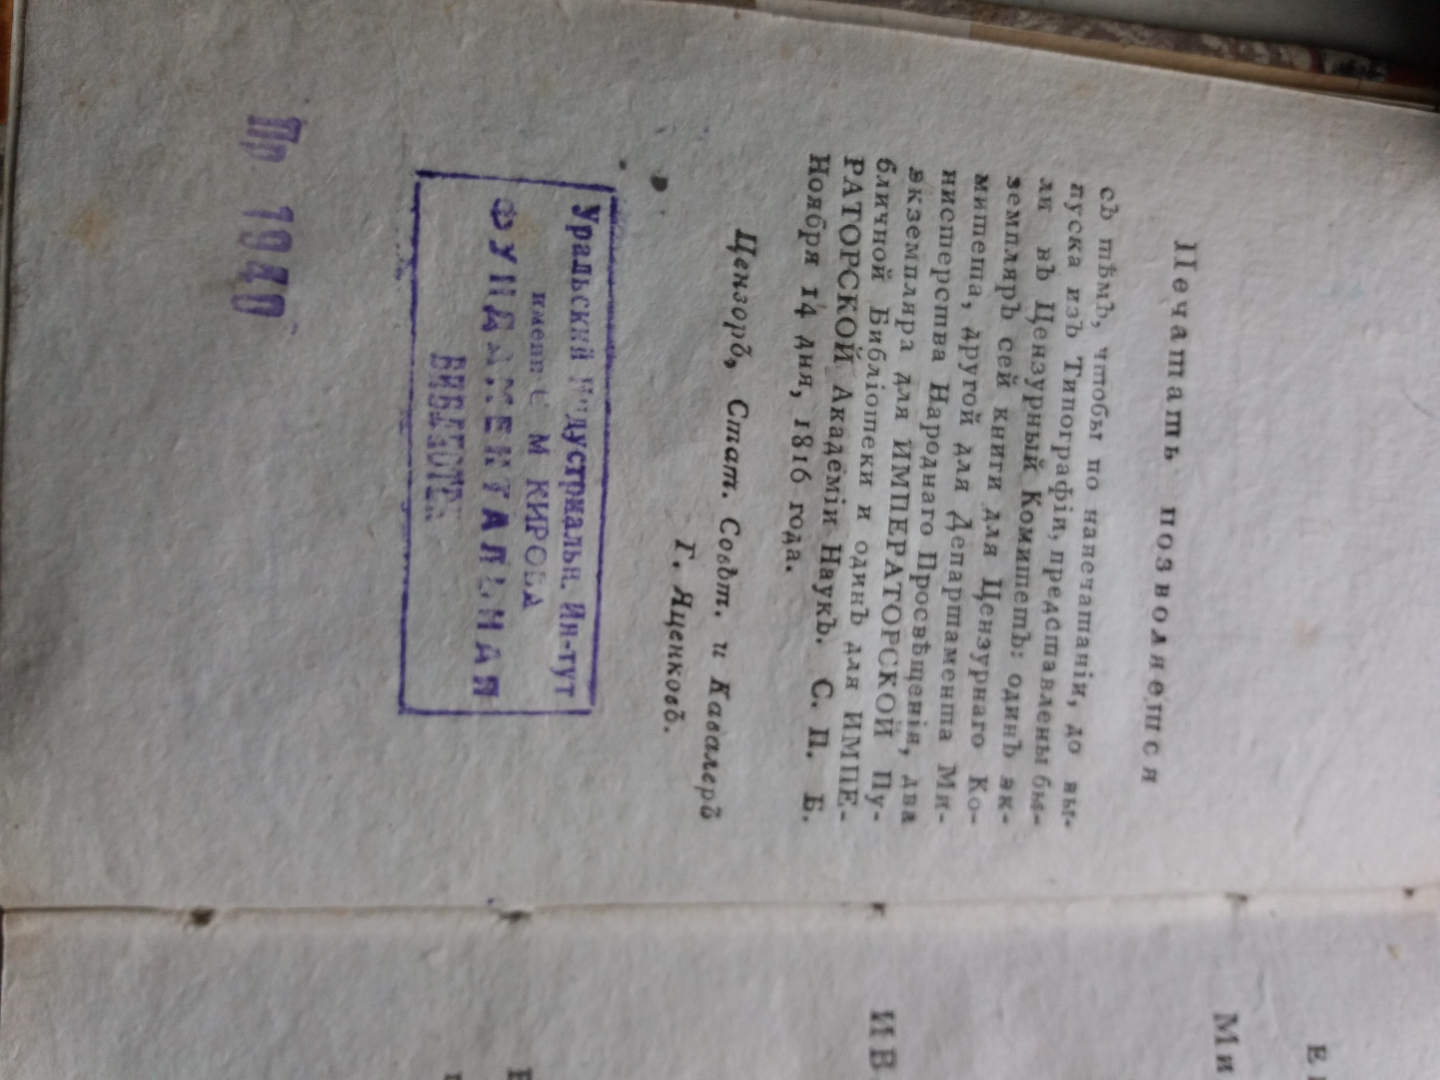 Печатать позволяется
съ тѣмъ, чтобы по напечатаніи, до вы-
пуска изъ Типографіи, представлены бы-
ли въ Цензурный Комитетъ: одинъ эк-
земпляръ сей книги для Цензурнаго Ко-
митета, другой для Департамента Ми-
нистерства Народнаго Просвѣщенія, два
экземпляра для ИМПЕРАТОРСКОЙ Пу-
бличной Библіотеки и одинъ для ИМПЕ-
РАТОРСКОЙ Академіи Наукъ. С. П. Б.
Ноября 14 дня, 1816 года.
Цензоръ, Стат. Совѣт. и Кавалеръ
Г. Яценковъ.
Уральский Индустриальн. Ин-тут
имени С М КИРОВА
ФУНДАМЕНТАЛЬНАЯ
БИБЛИОТЕКА
Пр. 1940
Ми
ИВ